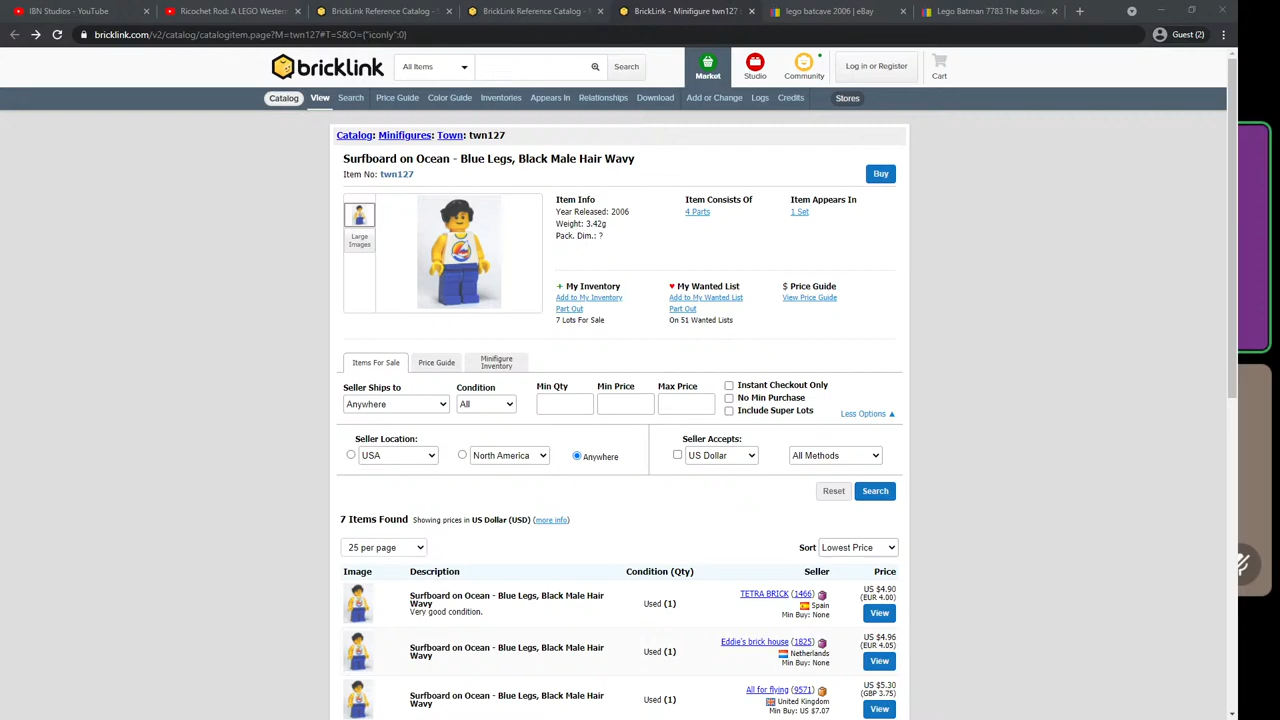 IBN Studios - YouTube
Ricochet Rod: A LEGO Western
BrickLink Reference Catalog - S
BrickLink Reference Catalog - S
BrickLink - Minifigure twn127 :
lego batcave 2006 | eBay
Lego Batman 7783 The Batcave
bricklink.com/v2/catalog/catalogitem.page?M=twn127#T=S&O={"iconly":0}
Guest (2)
bricklink
All Items
Search
Market
Studio
Community
Log in or Register
Cart
Catalog View Search Price Guide Color Guide Inventories Appears In Relationships Download Add or Change Logs Credits Stores
Catalog: Minifigures: Town: twn127
Surfboard on Ocean - Blue Legs, Black Male Hair Wavy
Item No: twn127
Buy
Large
Images
Item Info
Year Released: 2006
Weight: 3.42g
Pack. Dim.: ?
Item Consists Of
4 Parts
Item Appears In
1 Set
+ My Inventory
Add to My Inventory
Part Out
7 Lots For Sale
♥ My Wanted List
Add to My Wanted List
Part Out
On 51 Wanted Lists
$ Price Guide
View Price Guide
Items For Sale
Price Guide
Minifigure
Inventory
Seller Ships to
Anywhere
Condition
All
Min Qty
Min Price
Max Price
Instant Checkout Only
No Min Purchase
Include Super Lots
Less Options ▲
Seller Location:
USA
North America
Anywhere
Seller Accepts:
US Dollar
All Methods
Reset
Search
7 Items Found Showing prices in US Dollar (USD) (more info)
25 per page
Sort Lowest Price
Image Description Condition (Qty) Seller Price
Surfboard on Ocean - Blue Legs, Black Male Hair
Wavy
Very good condition.
Used (1)
TETRA BRICK (1466)
Spain
Min Buy: None
US $4.90
(EUR 4.00)
View
Surfboard on Ocean - Blue Legs, Black Male Hair
Wavy
Used (1)
Eddie's brick house (1825)
Netherlands
Min Buy: None
US $4.96
(EUR 4.05)
View
Surfboard on Ocean - Blue Legs, Black Male Hair
Wavy
Used (1)
All for flying (9571)
United Kingdom
Min Buy: US $7.07
US $5.30
(GBP 3.75)
View